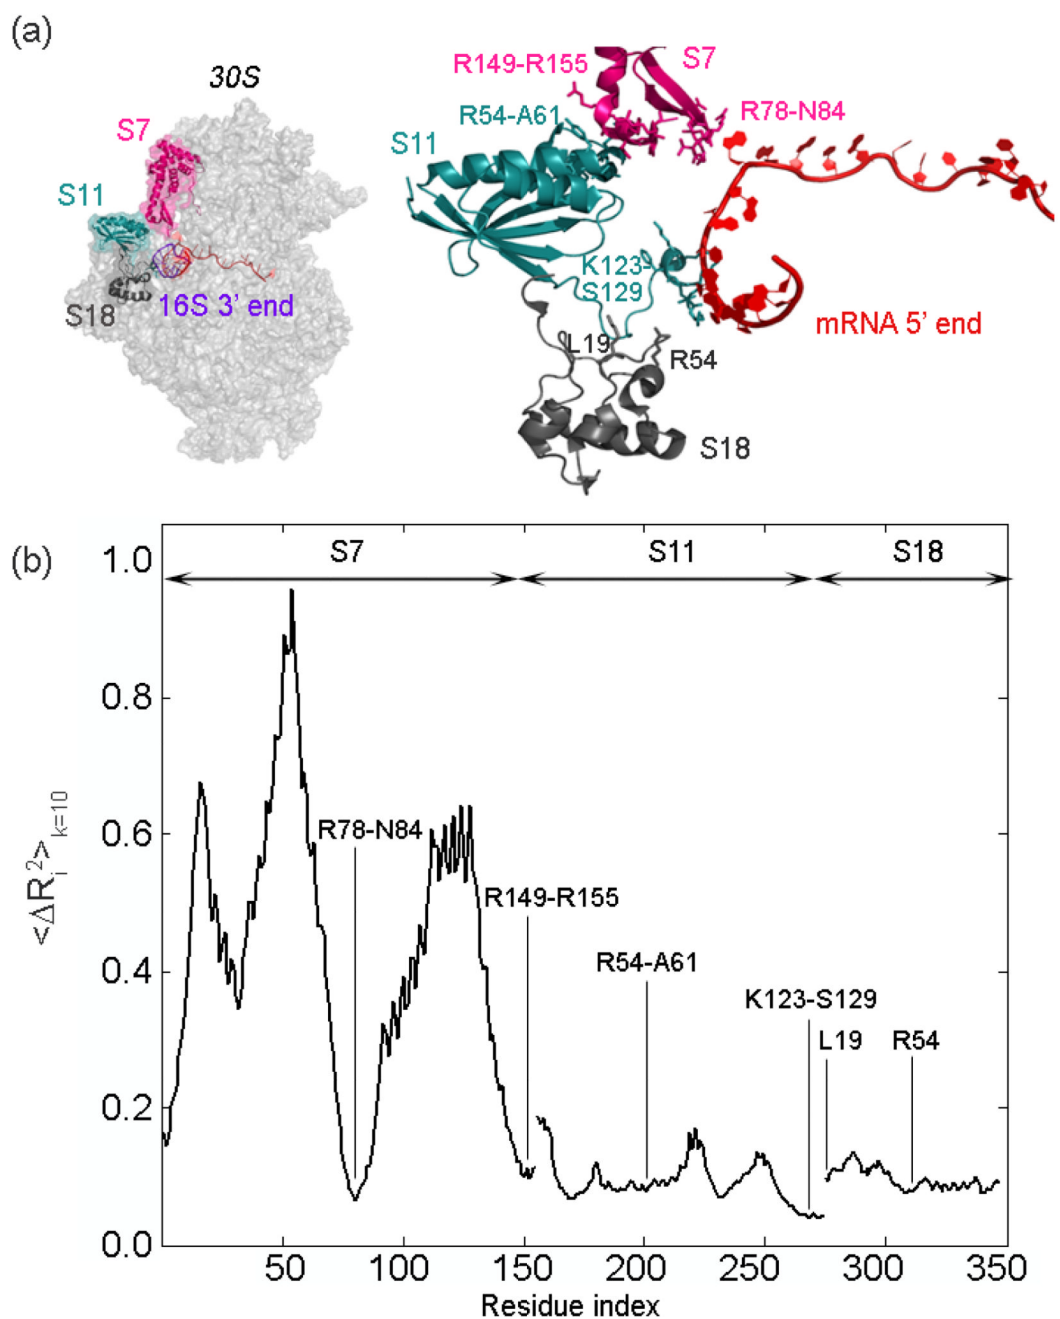 (a)
30S
S7
S11
S18
16S 3' end
R149-R155
S7
R54-A61
R78-N84
S11
K123-
S129
mRNA 5' end
L19
R54
S18
(b)
S7
S11
S18
1.0
0.8
0.6
0.4
0.2
0.0
<ΔRi²>k=10
R78-N84
R149-R155
R54-A61
K123-S129
L19
R54
50
100
150
200
250
300
350
Residue index